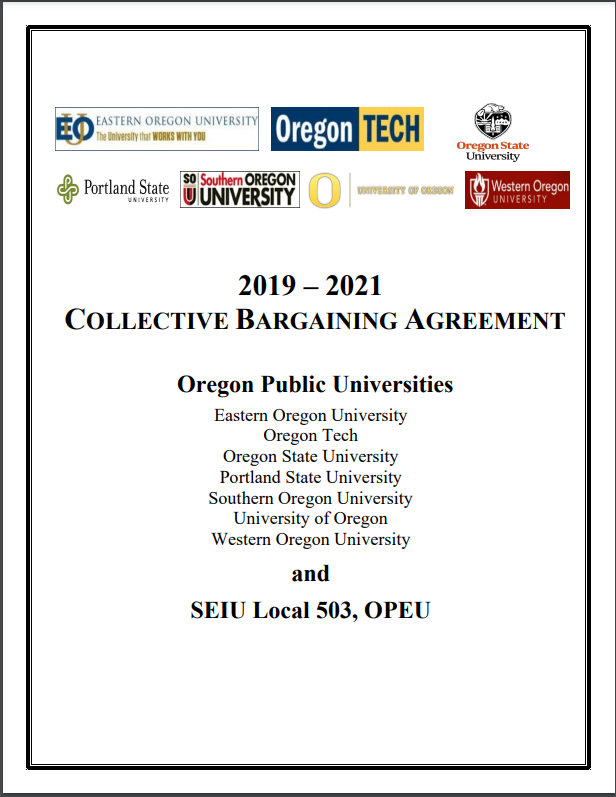 EASTERN OREGON UNIVERSITY
EO
The University that WORKS WITH YOU
Oregon TECH
Oregon State
University
Portland State
UNIVERSITY
SO
U
Southern OREGON
UNIVERSITY
O
UNIVERSITY OF OREGON
Western Oregon
UNIVERSITY
2019 – 2021
COLLECTIVE BARGAINING AGREEMENT
Oregon Public Universities
Eastern Oregon University
Oregon Tech
Oregon State University
Portland State University
Southern Oregon University
University of Oregon
Western Oregon University
and
SEIU Local 503, OPEU